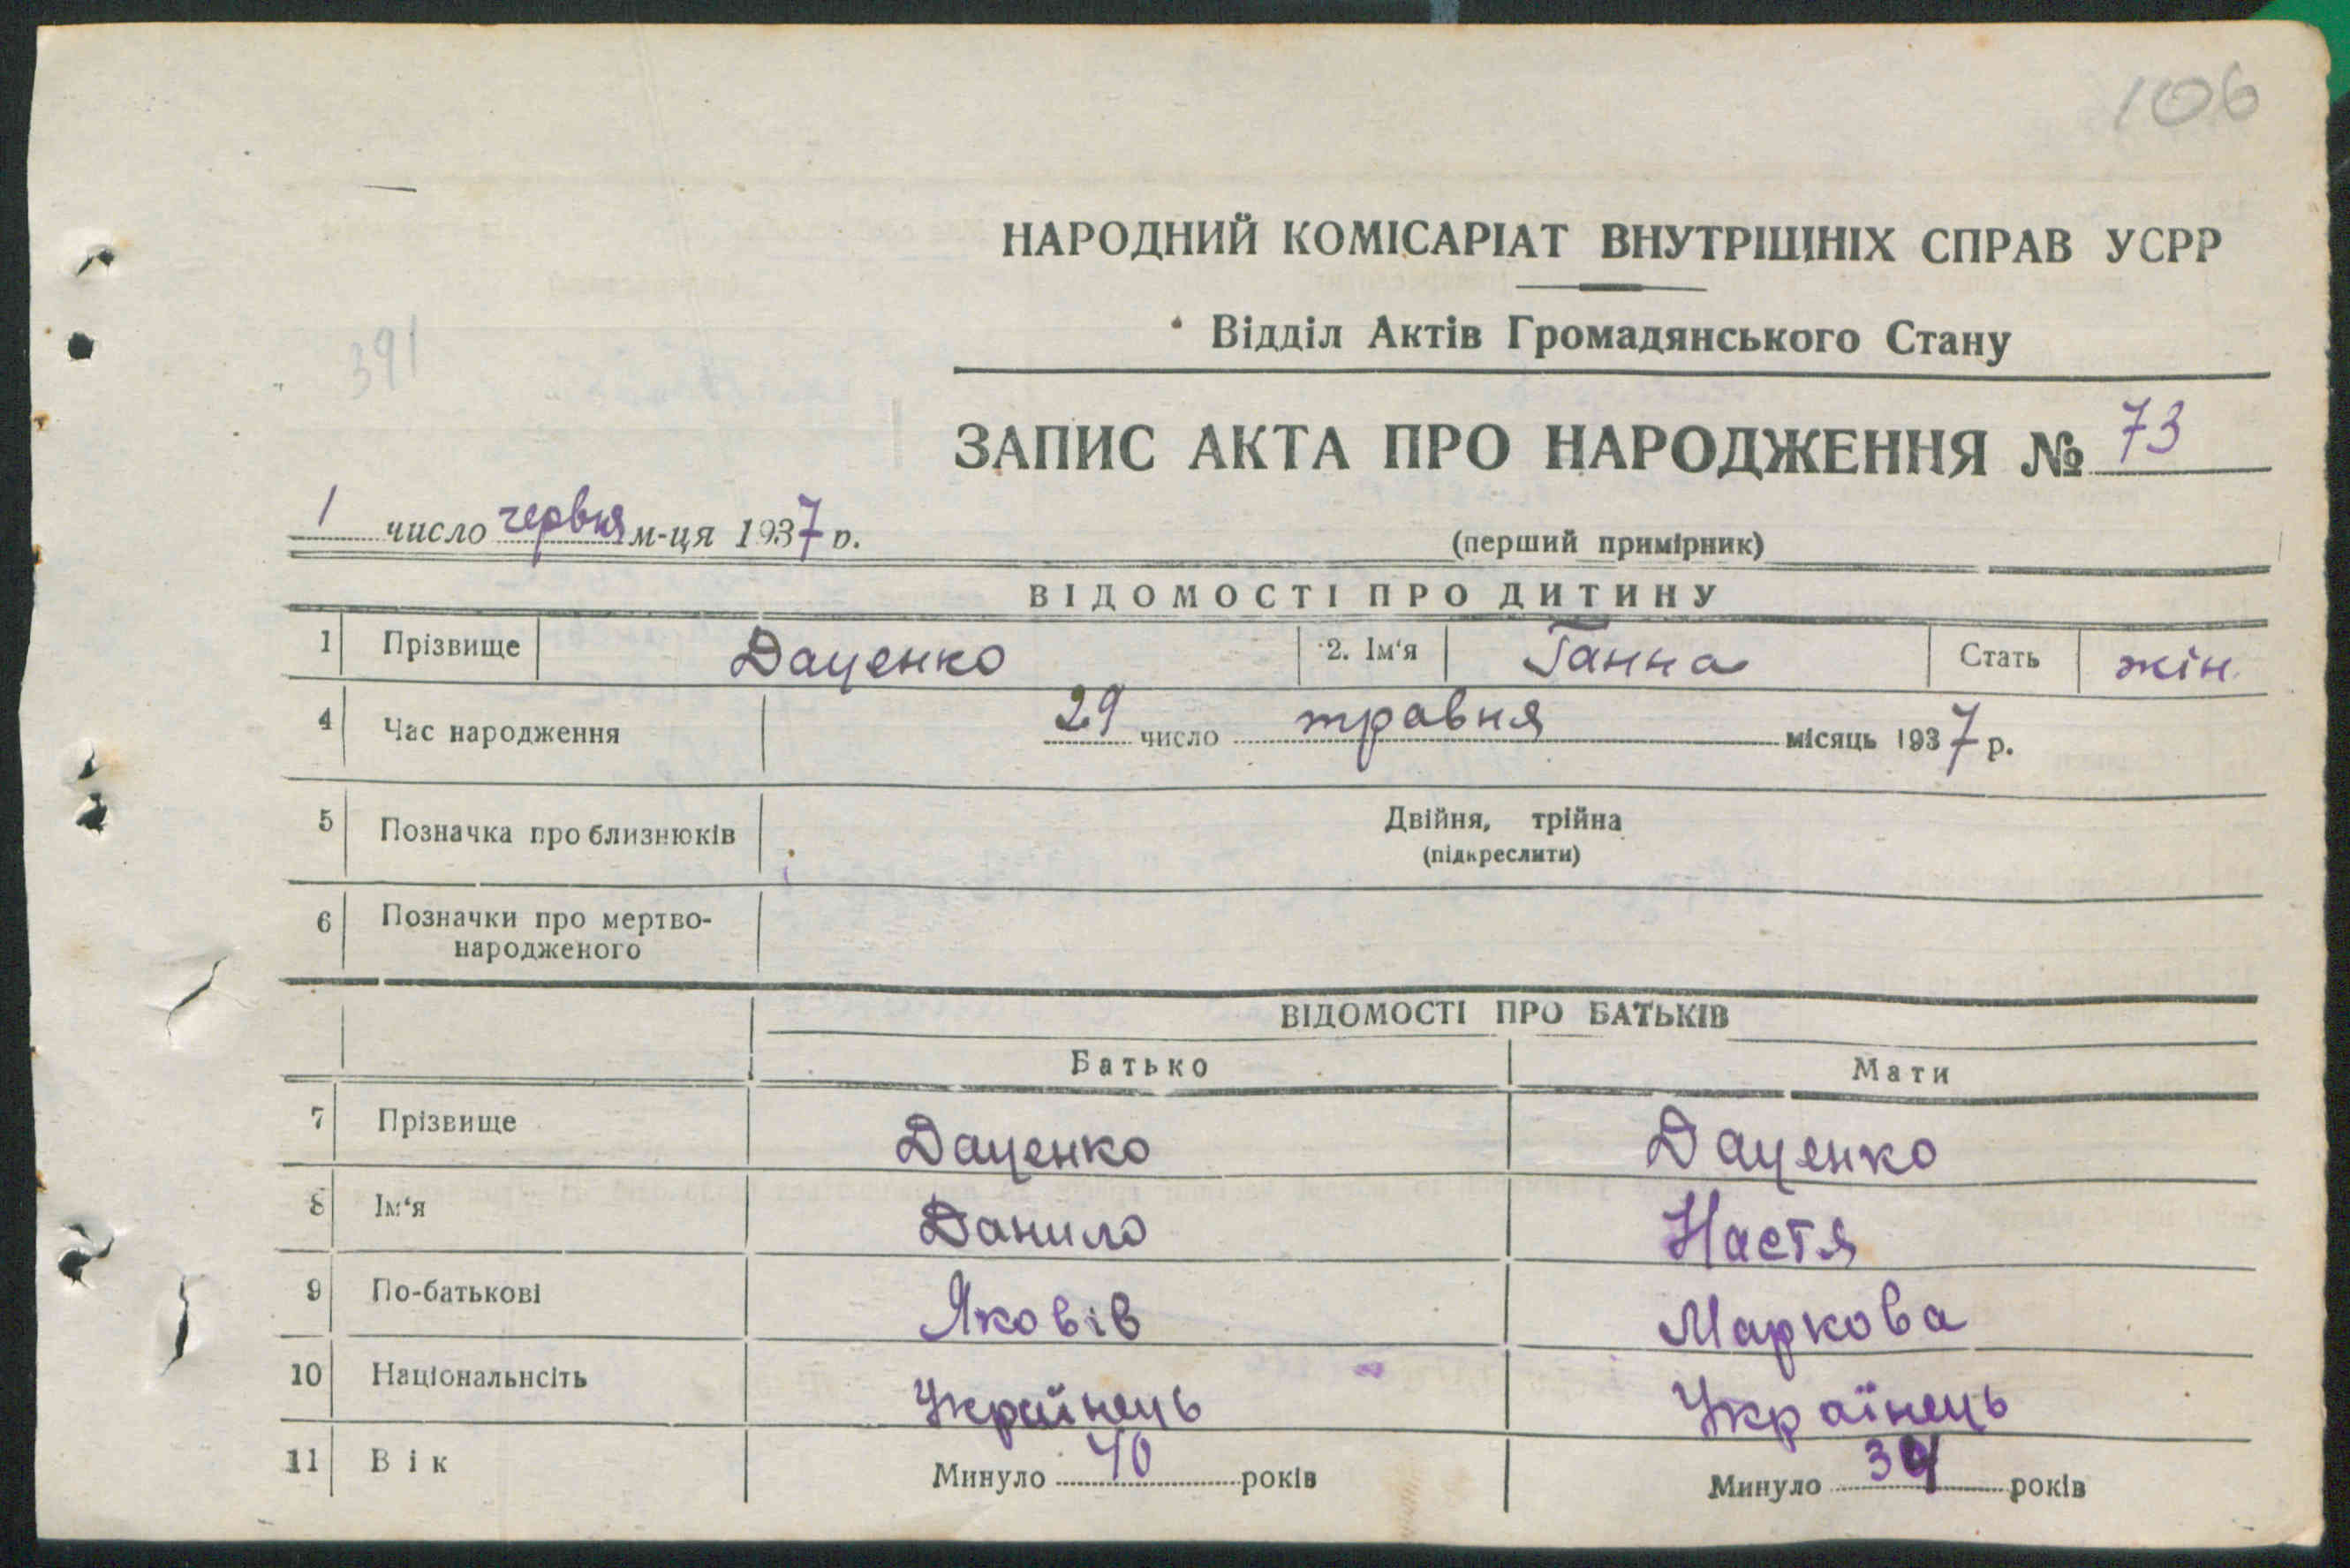 106
НАРОДНИЙ КОМІСАРІАТ ВНУТРІШНІХ СПРАВ УСРР
Відділ Актів Громадянського Стану
391
ЗАПИС АКТА ПРО НАРОДЖЕННЯ № 73
1 число червня м-ця 1937 р.
(перший примірник)
ВІДОМОСТІ ПРО ДИТИНУ
1 Прізвище Даценко 2. Ім'я Ганна Стать жін.
4 Час народження 29 число травня місяць 1937 р.
5 Позначка про близнюків Двійня, трійна
(підкреслити)
6 Позначки про мертво-
народженого
ВІДОМОСТІ ПРО БАТЬКІВ
Батько Мати
7 Прізвище Даценко Даценко
8 Ім'я Данило Настя
9 По-батькові Яковів Маркова
10 Національнсіть Українець Українець
11 Вік Минуло 40 років Минуло років